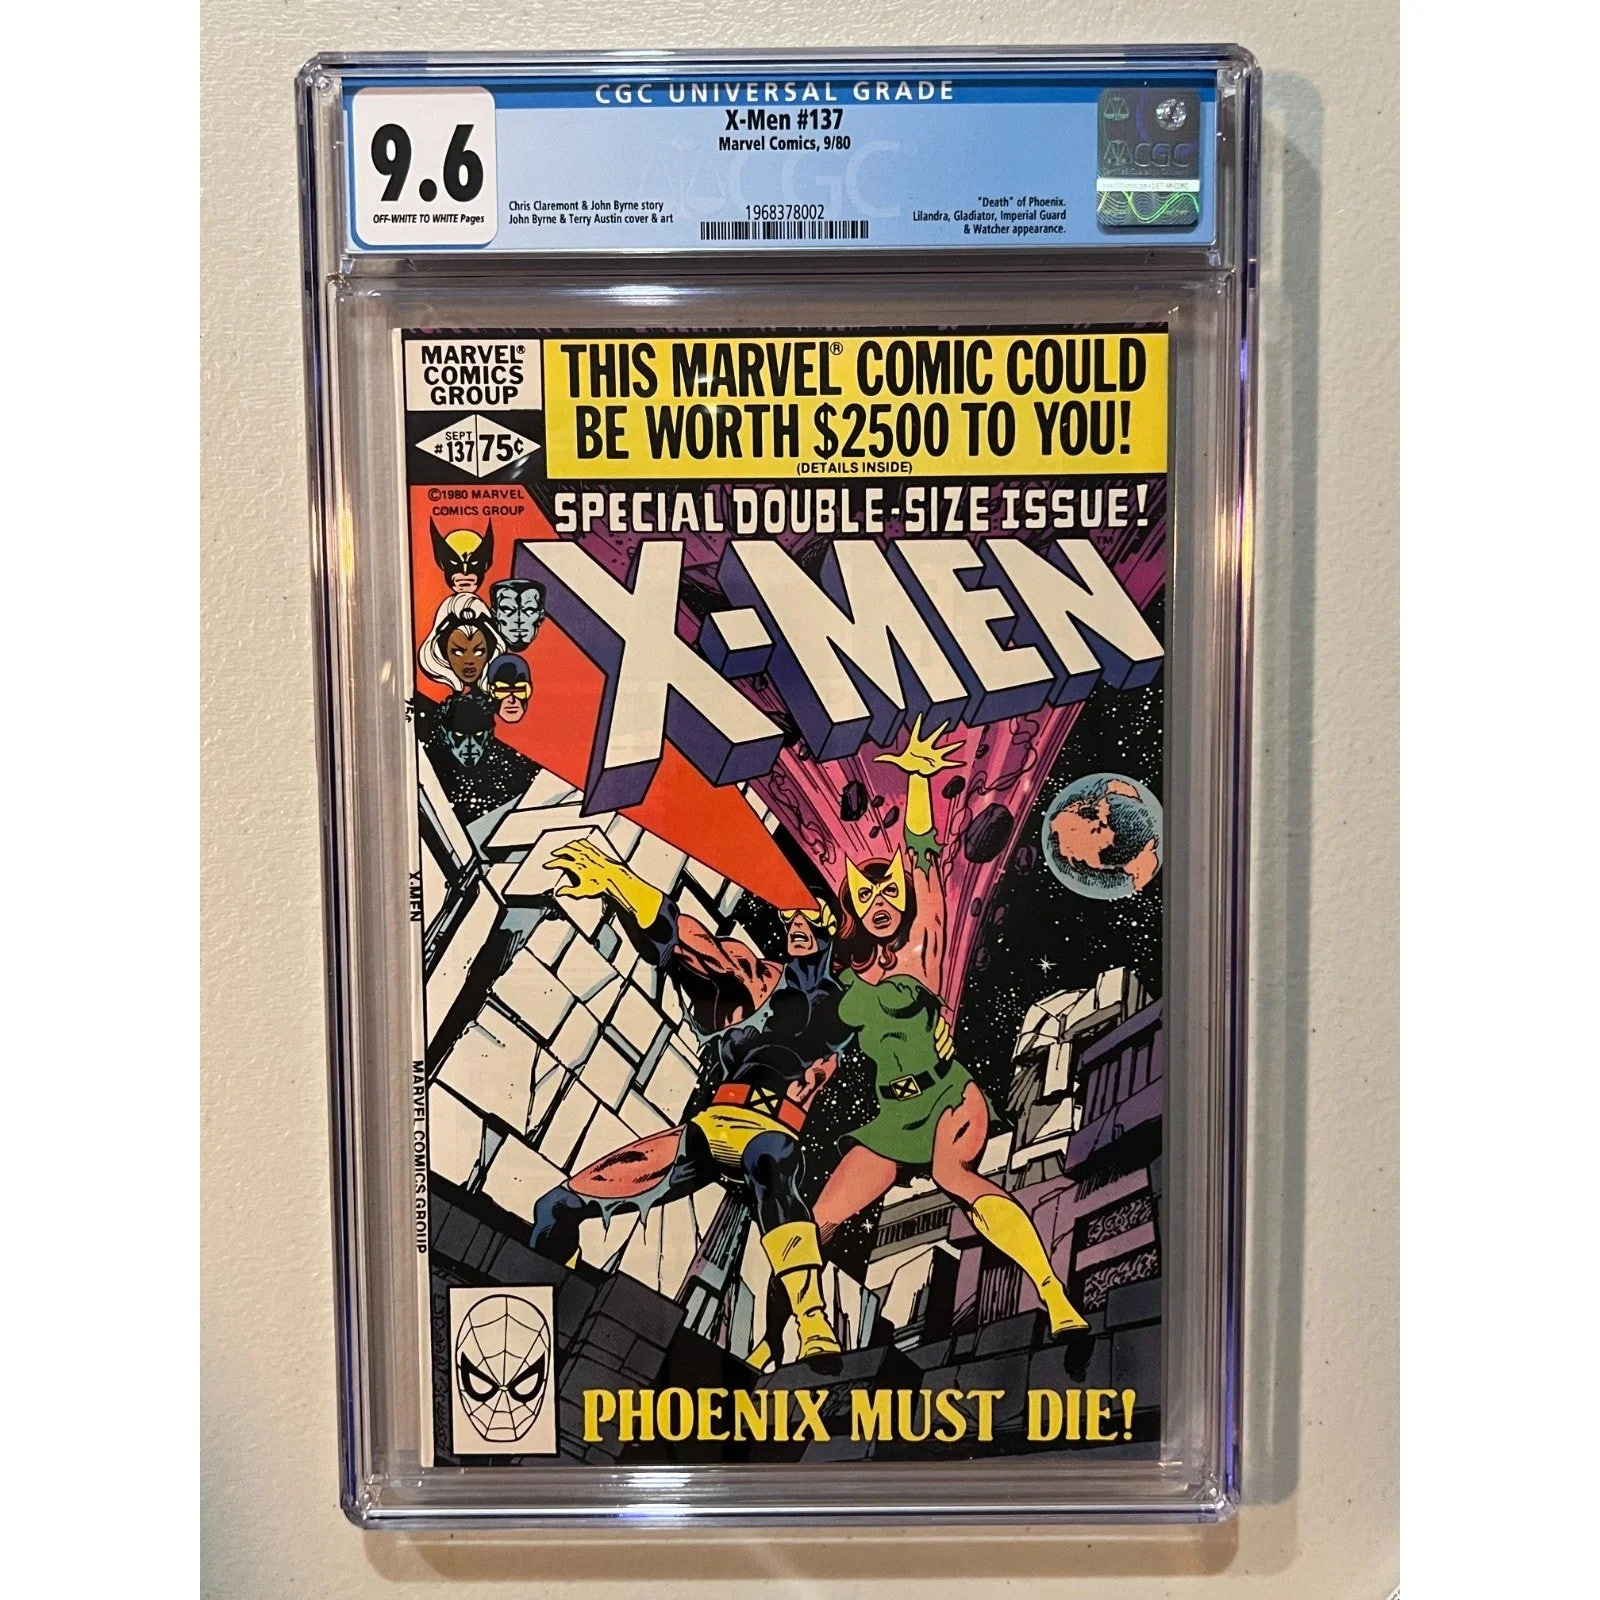 CGC UNIVERSAL GRADE
9.6
OFF-WHITE TO WHITE Pages
X-Men #137
Marvel Comics, 9/80
Chris Claremont & John Byrne story
John Byrne & Terry Austin cover & art
1968378002
"Death" of Phoenix.
Lilandra, Gladiator, Imperial Guard
& Watcher appearance.
CGC
MARVEL®
COMICS
GROUP
SEPT
#137
75¢
©1980 MARVEL
COMICS GROUP
THIS MARVEL® COMIC COULD
BE WORTH $2500 TO YOU!
(DETAILS INSIDE)
SPECIAL DOUBLE-SIZE ISSUE!
X-MEN™
75¢
X-MEN
MARVEL COMICS GROUP
PHOENIX MUST DIE!